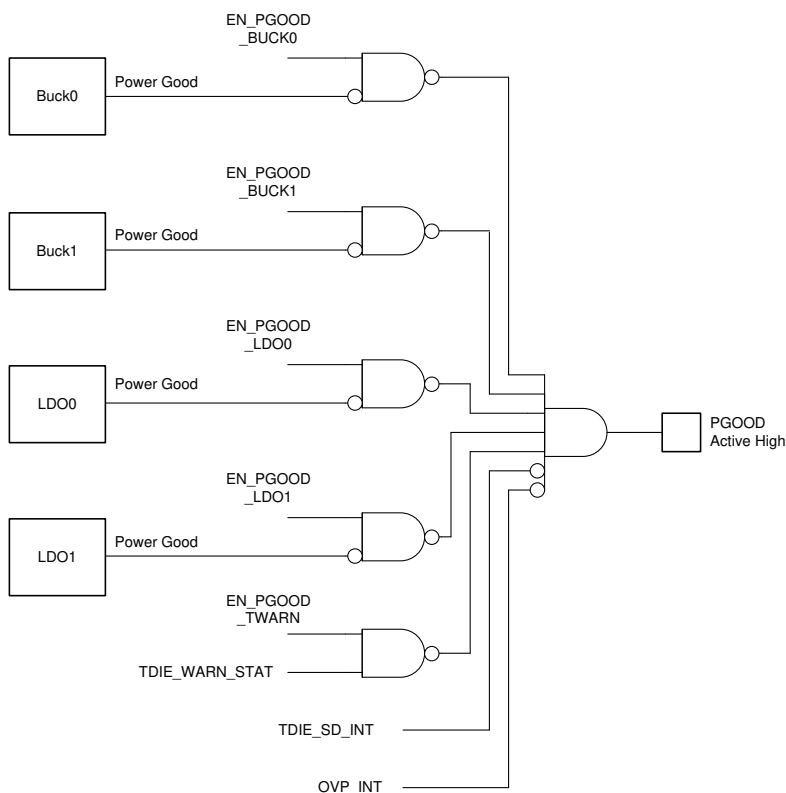 EN_PGOOD
_BUCK0
Buck0
Power Good
EN_PGOOD
_BUCK1
Buck1
Power Good
EN_PGOOD
_LDO0
LDO0
Power Good
PGOOD
Active High
EN_PGOOD
_LDO1
LDO1
Power Good
EN_PGOOD
_TWARN
TDIE_WARN_STAT
TDIE_SD_INT
OVP_INT